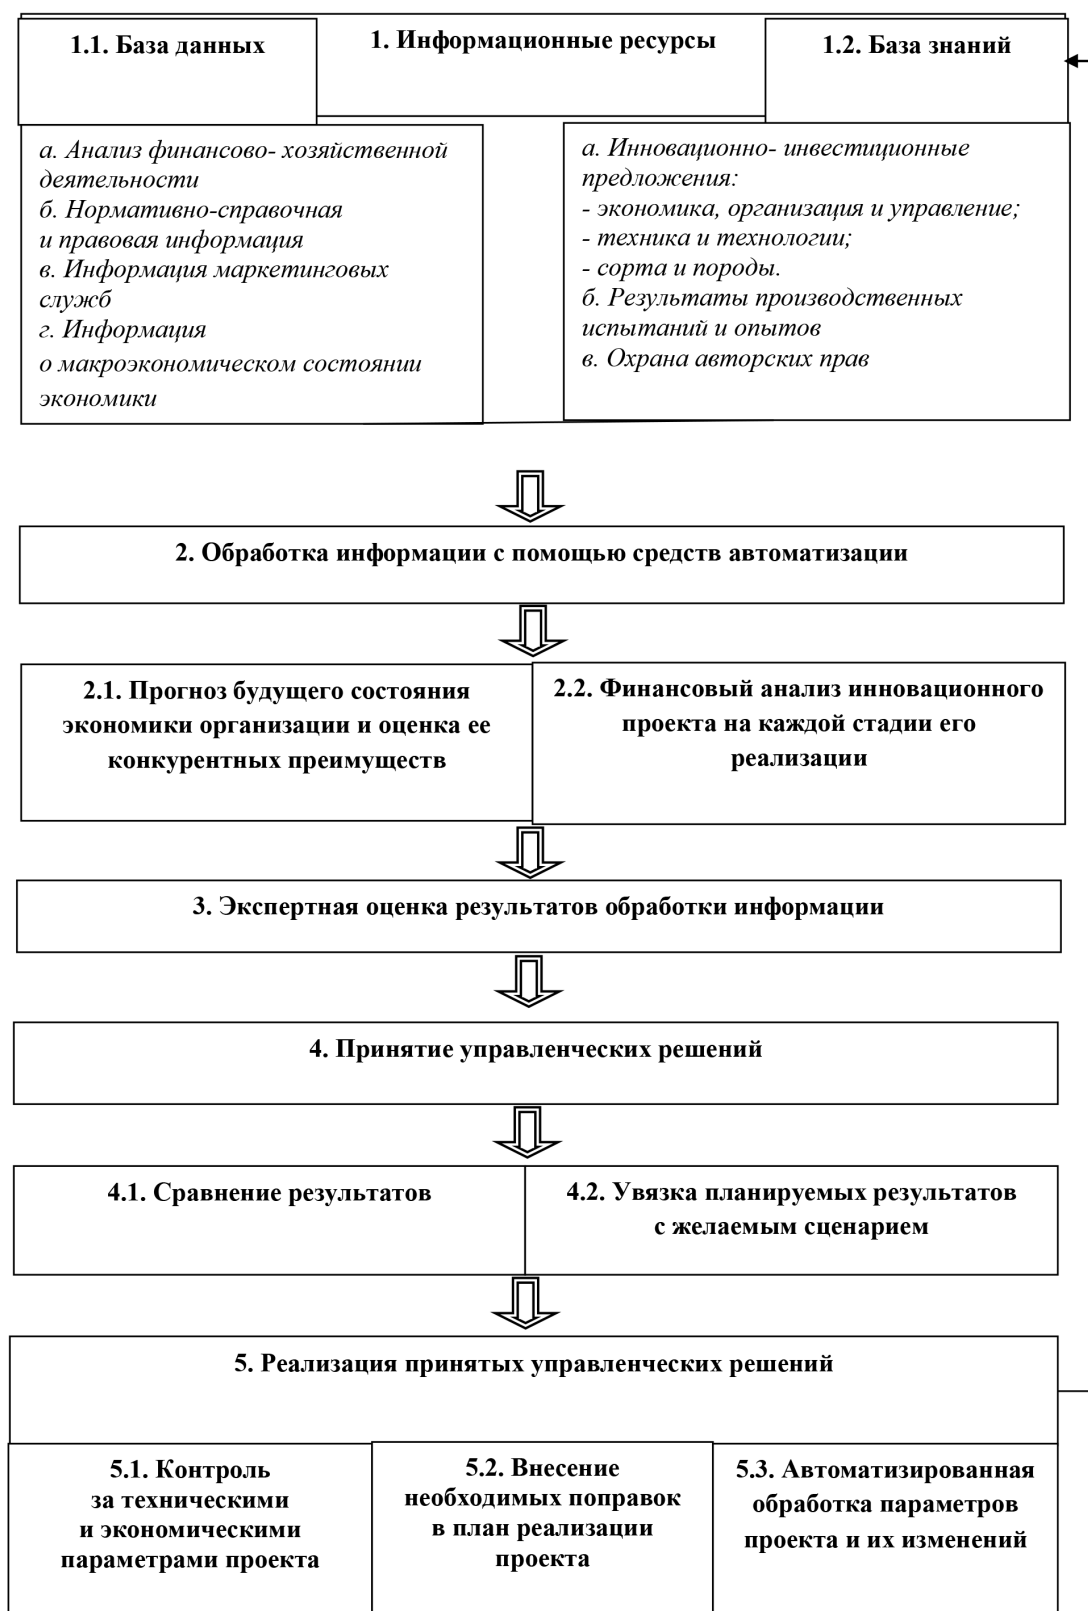 1.1. База данных
1. Информационные ресурсы
1.2. База знаний
а. Анализ финансово- хозяйственной
деятельности
б. Нормативно-справочная
и правовая информация
в. Информация маркетинговых
служб
г. Информация
о макроэкономическом состоянии
экономики
а. Инновационно- инвестиционные
предложения:
- экономика, организация и управление;
- техника и технологии;
- сорта и породы.
б. Результаты производственных
испытаний и опытов
в. Охрана авторских прав
2. Обработка информации с помощью средств автоматизации
2.1. Прогноз будущего состояния
экономики организации и оценка ее
конкурентных преимуществ
2.2. Финансовый анализ инновационного
проекта на каждой стадии его
реализации
3. Экспертная оценка результатов обработки информации
4. Принятие управленческих решений
4.1. Сравнение результатов
4.2. Увязка планируемых результатов
с желаемым сценарием
5. Реализация принятых управленческих решений
5.1. Контроль
за техническими
и экономическими
параметрами проекта
5.2. Внесение
необходимых поправок
в план реализации
проекта
5.3. Автоматизированная
обработка параметров
проекта и их изменений